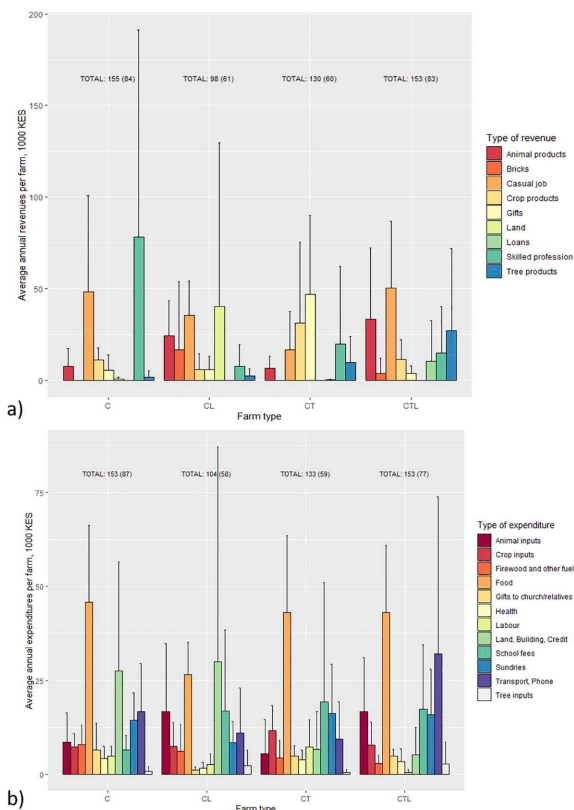 200
150
100
50
0
Average annual revenues per farm, 1000 KES
TOTAL: 155 (84)
TOTAL: 98 (61)
TOTAL: 130 (60)
TOTAL: 153 (83)
C
CL
CT
CTL
Farm type
Type of revenue
Animal products
Bricks
Casual job
Crop products
Gifts
Land
Loans
Skilled profession
Tree products
a)
75
50
25
0
Average annual expenditures per farm, 1000 KES
TOTAL: 153 (87)
TOTAL: 104 (58)
TOTAL: 133 (59)
TOTAL: 153 (77)
C
CL
CT
CTL
Farm type
Type of expenditure
Animal inputs
Crop inputs
Firewood and other fuel
Food
Gifts to church/relatives
Health
Labour
Land, Building, Credit
School fees
Sundries
Transport, Phone
Tree inputs
b)